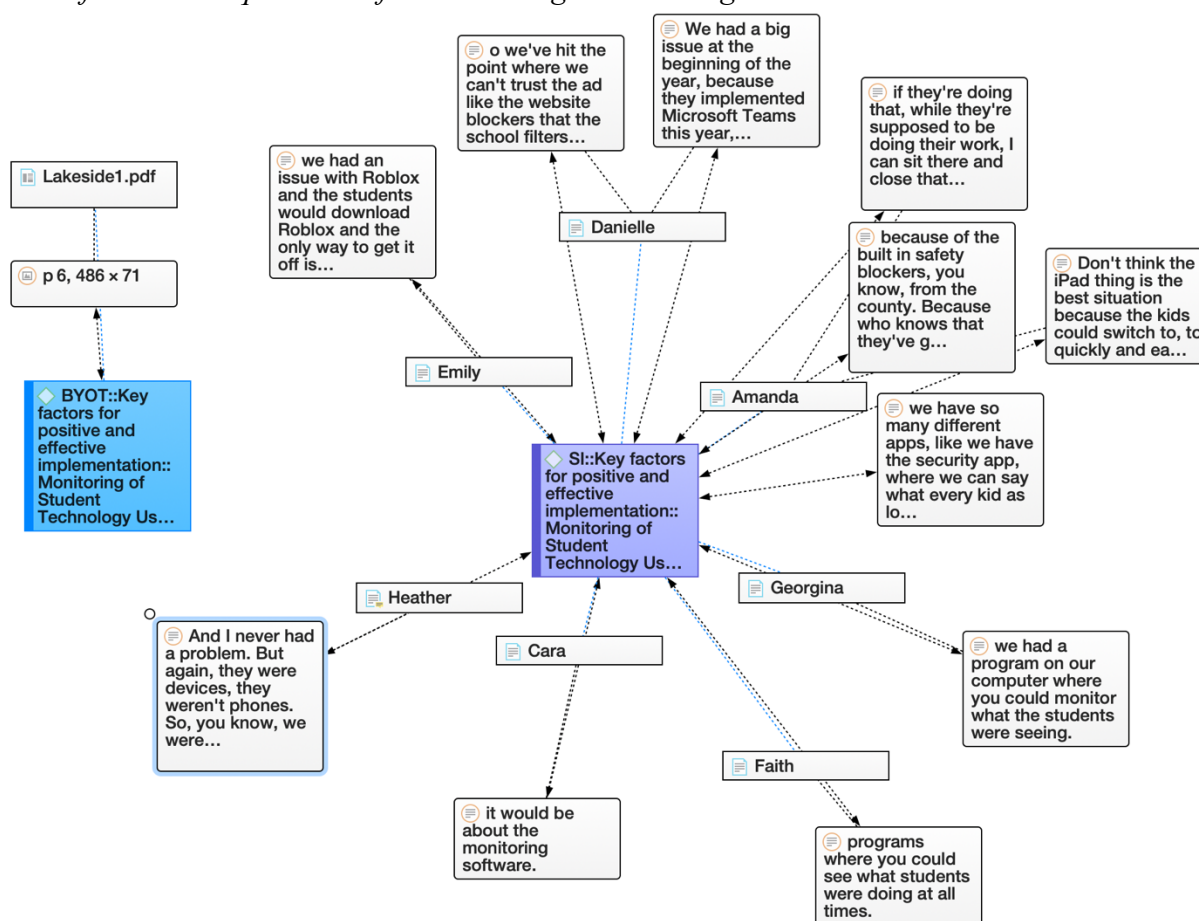 o we've hit the
point where we
can't trust the ad
like the website
blockers that the
school filters…
We had a big
issue at the
beginning of the
year, because
they implemented
Microsoft Teams
this year,…
if they're doing
that, while they're
supposed to be
doing their work, I
can sit there and
close that…
we had an
issue with Roblox
and the students
would download
Roblox and the
only way to get it
off is…
Lakeside1.pdf
Danielle
because of the
built in safety
blockers, you
know, from the
county. Because
who knows that
they've g…
Don't think the
iPad thing is the
best situation
because the kids
could switch to, to
quickly and ea…
p 6, 486 × 71
Emily
Amanda
BYOT::Key
factors for
positive and
effective
implementation::
Monitoring of
Student
Technology Us…
we have so
many different
apps, like we have
the security app,
where we can say
what every kid as
lo…
SI::Key factors
for positive and
effective
implementation::
Monitoring of
Student
Technology Us…
Heather
Georgina
Cara
And I never had
a problem. But
again, they were
devices, they
weren't phones.
So, you know, we
were…
we had a
program on our
computer where
you could monitor
what the students
were seeing.
Faith
it would be
about the
monitoring
software.
programs
where you could
see what students
were doing at all
times.